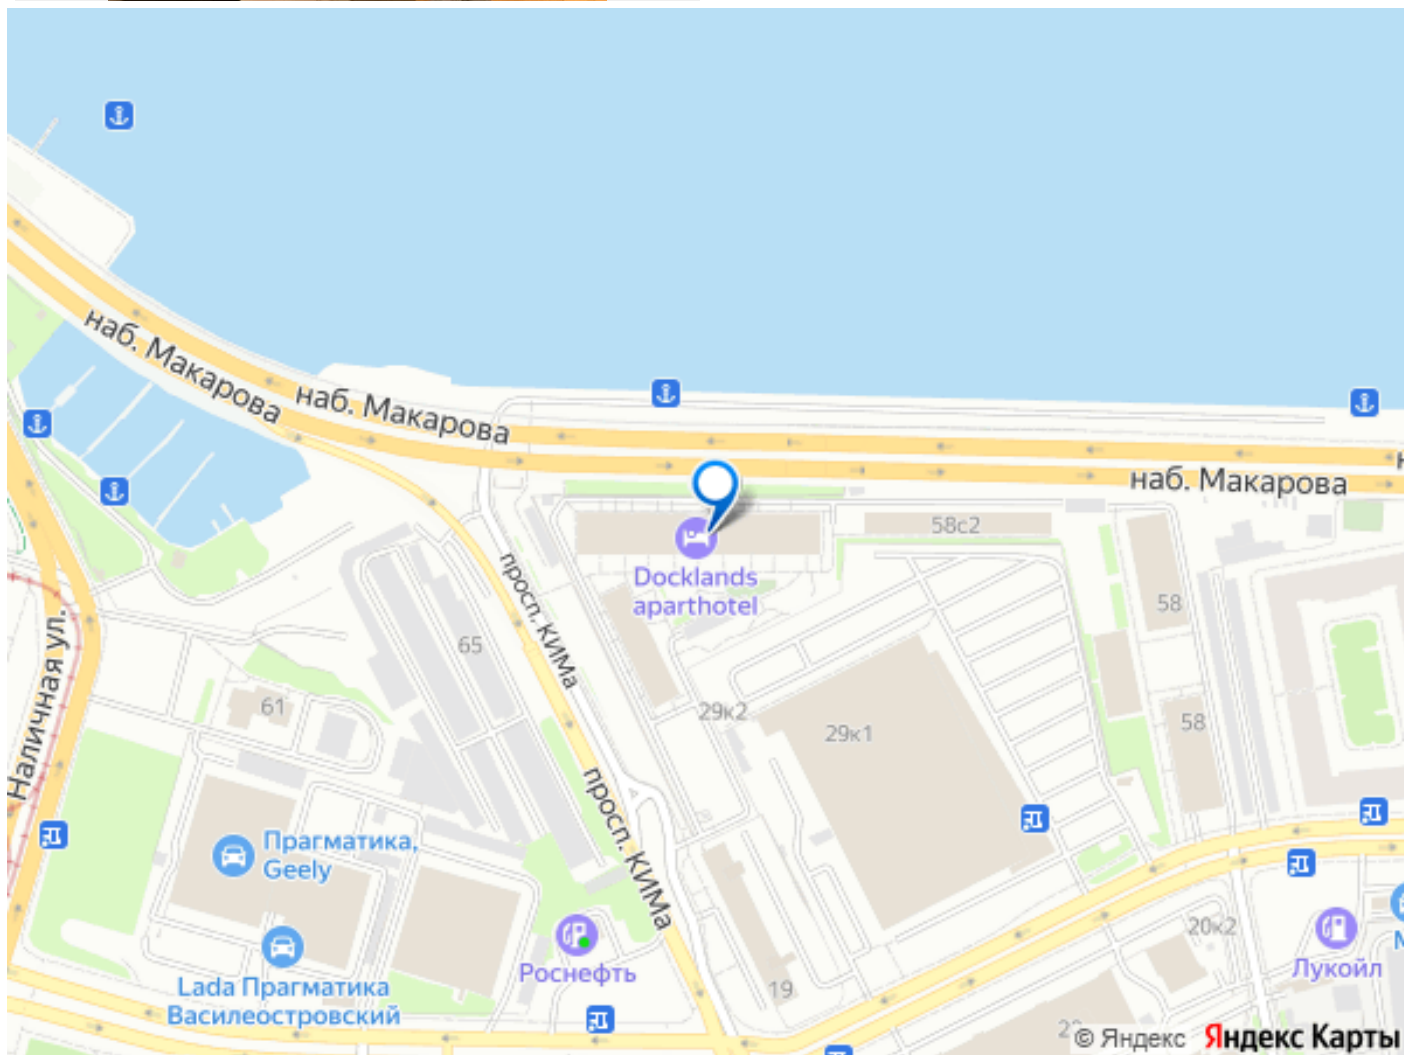 наб. Макарова
наб. Макарова
наб. Макарова
Docklands
aparthotel
58с2
58
просп. КИМа
65
Наличная ул.
61
29к2
29к1
58
просп. КИМа
Прагматика,
Geely
Роснефть
Lada Прагматика
Василеостровский
19
20к2
Лукойл
© Яндекс Яндекс Карты